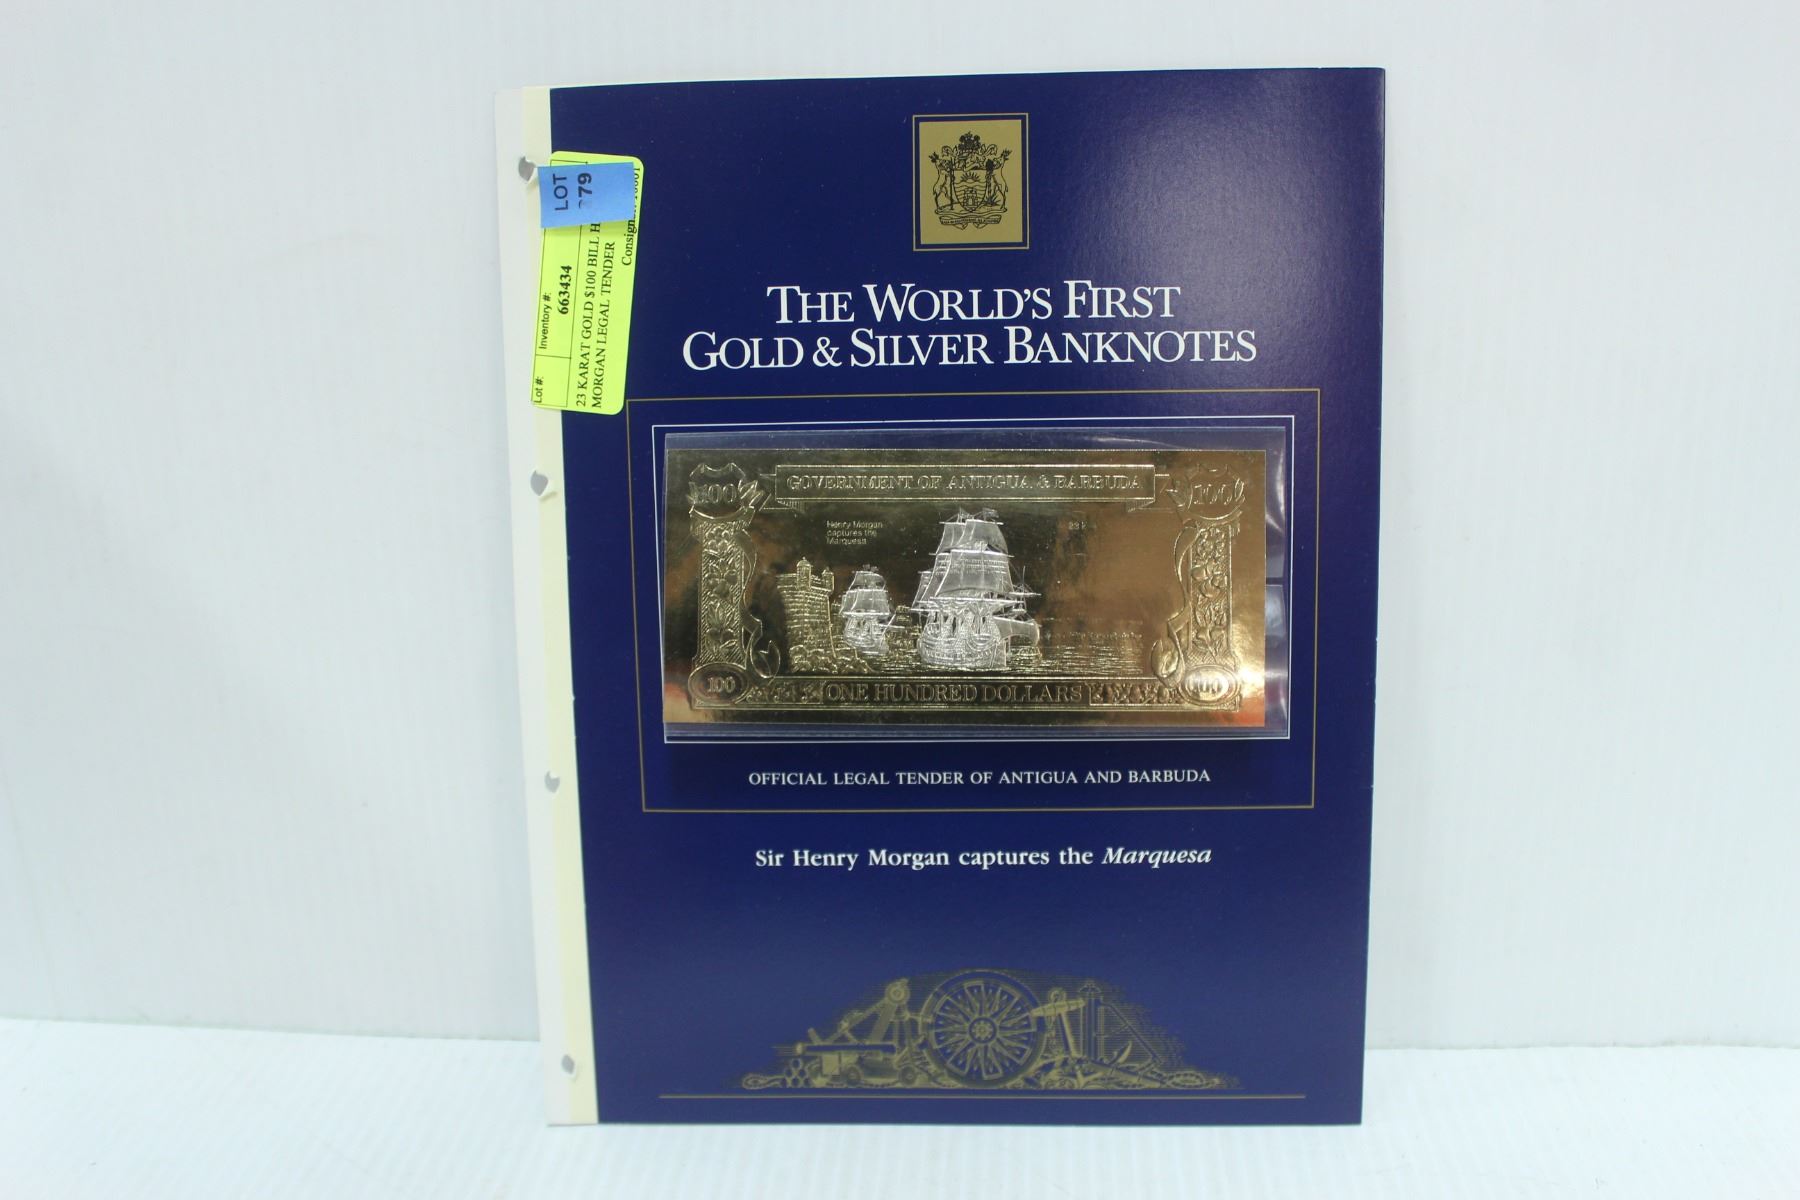 LOT
Lot #:
Inventory #:
663434
23 KARAT GOLD $100 BILL
MORGAN LEGAL TENDER
THE WORLD'S FIRST
GOLD & SILVER BANKNOTES
100
GOVERNMENT OF ANTIGUA & BARBUDA
100
Henry Morgan
captures the
Marquesa
100
ONE HUNDRED DOLLARS
100
OFFICIAL LEGAL TENDER OF ANTIGUA AND BARBUDA
Sir Henry Morgan captures the Marquesa